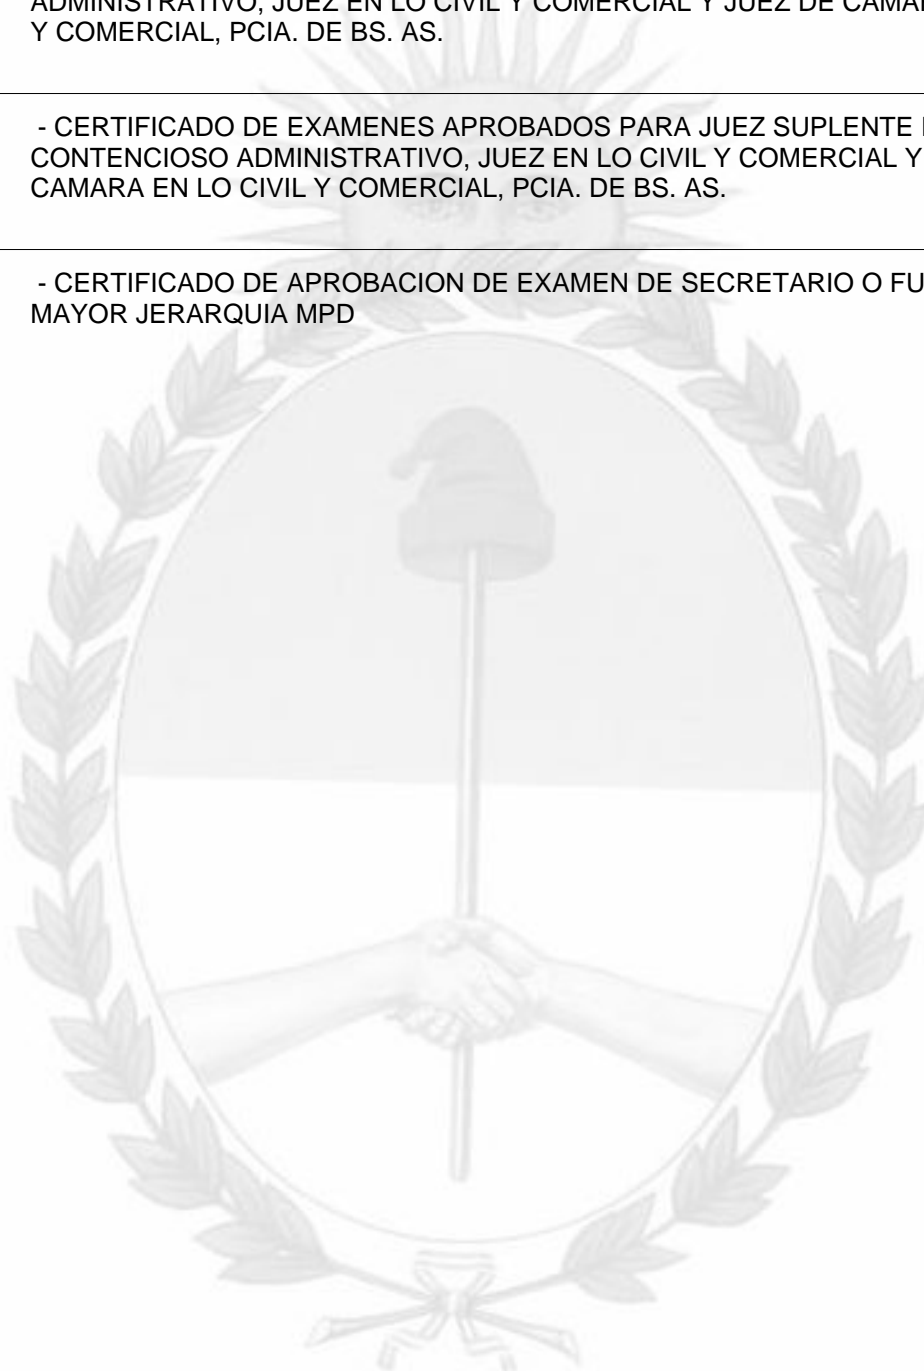 ADMINISTRATIVO, JUEZ EN LO CIVIL Y COMERCIAL Y JUEZ DE CAMAR
Y COMERCIAL, PCIA. DE BS. AS.
- CERTIFICADO DE EXAMENES APROBADOS PARA JUEZ SUPLENTE
CONTENCIOSO ADMINISTRATIVO, JUEZ EN LO CIVIL Y COMERCIAL Y
CAMARA EN LO CIVIL Y COMERCIAL, PCIA. DE BS. AS.
- CERTIFICADO DE APROBACION DE EXAMEN DE SECRETARIO O FU
MAYOR JERARQUIA MPD